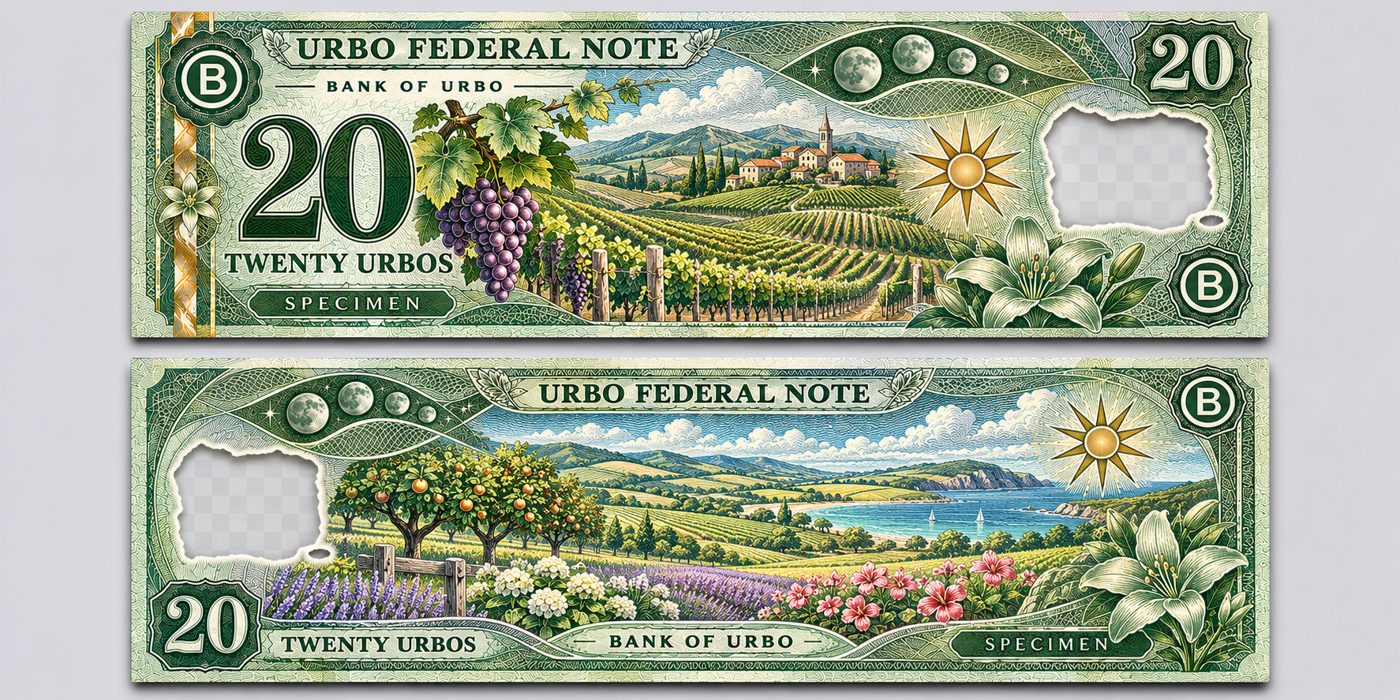 B
URBO FEDERAL NOTE
20
BANK OF URBO
20
TWENTY URBOS
SPECIMEN
B
URBO FEDERAL NOTE
B
20
TWENTY URBOS
BANK OF URBO
SPECIMEN